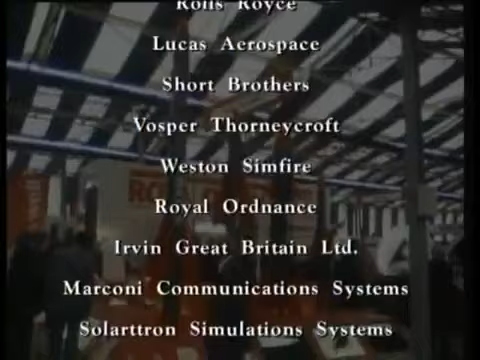 Rolls Royce
Lucas Aerospace
Short Brothers
Vosper Thorneycroft
Weston Simfire
Royal Ordnance
Irvin Great Britain Ltd.
Marconi Communications Systems
Solarttron Simulations Systems